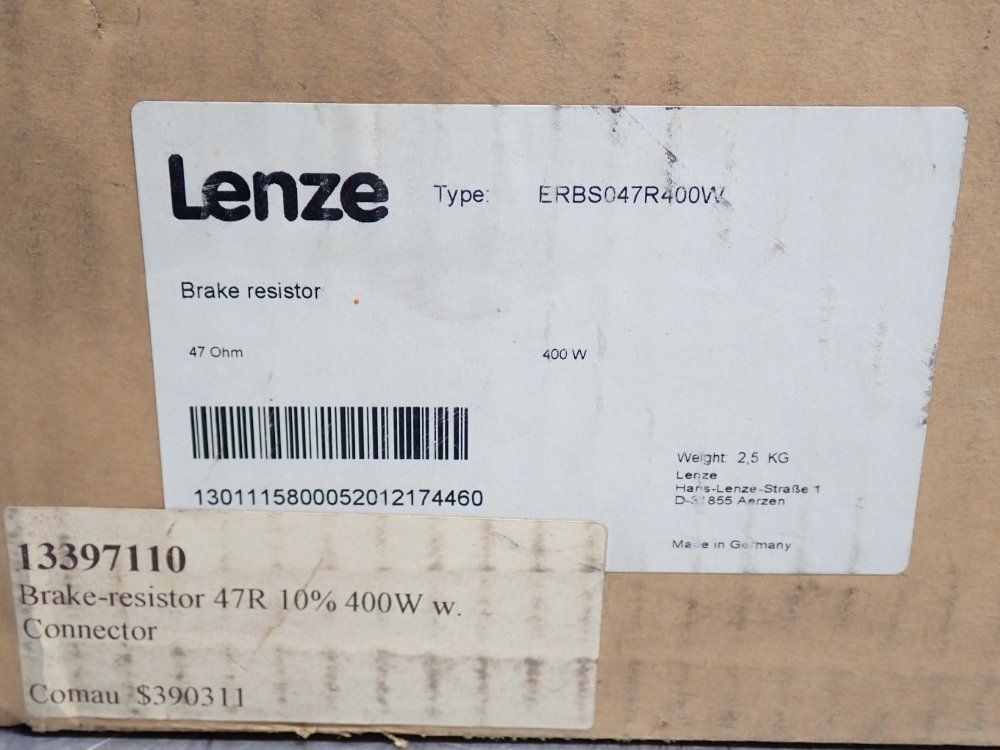 Lenze Type: ERBS047R400W
Brake resistor
47 Ohm 400 W
1301115800052012174460
Weight: 2,5 KG
Lenze
Hans-Lenze-Straße 1
D-31855 Aerzen
Made in Germany
13397110
Brake-resistor 47R 10% 400W w.
Connector
Comau $390311